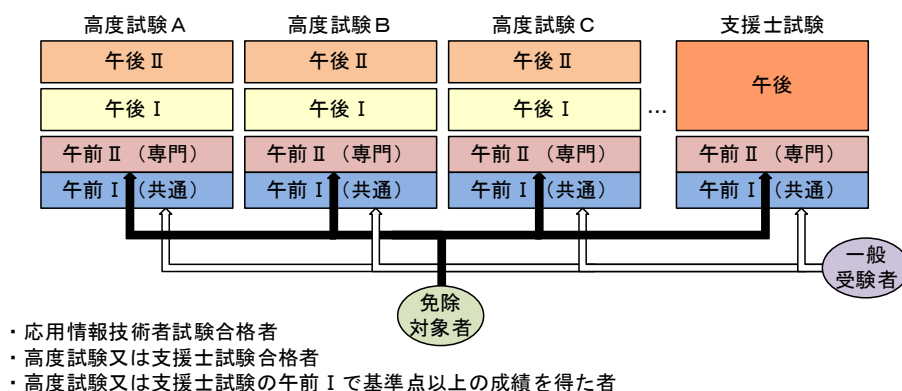 高度試験A 高度試験B 高度試験C 支援士試験
午後Ⅱ 午後Ⅱ 午後Ⅱ 午後
午後Ⅰ 午後Ⅰ 午後Ⅰ …
午前Ⅱ(専門) 午前Ⅱ(専門) 午前Ⅱ(専門) 午前Ⅱ(専門)
午前Ⅰ(共通) 午前Ⅰ(共通) 午前Ⅰ(共通) 午前Ⅰ(共通)
一般
受験者
免除
対象者
・応用情報技術者試験合格者
・高度試験又は支援士試験合格者
・高度試験又は支援士試験の午前Ⅰで基準点以上の成績を得た者